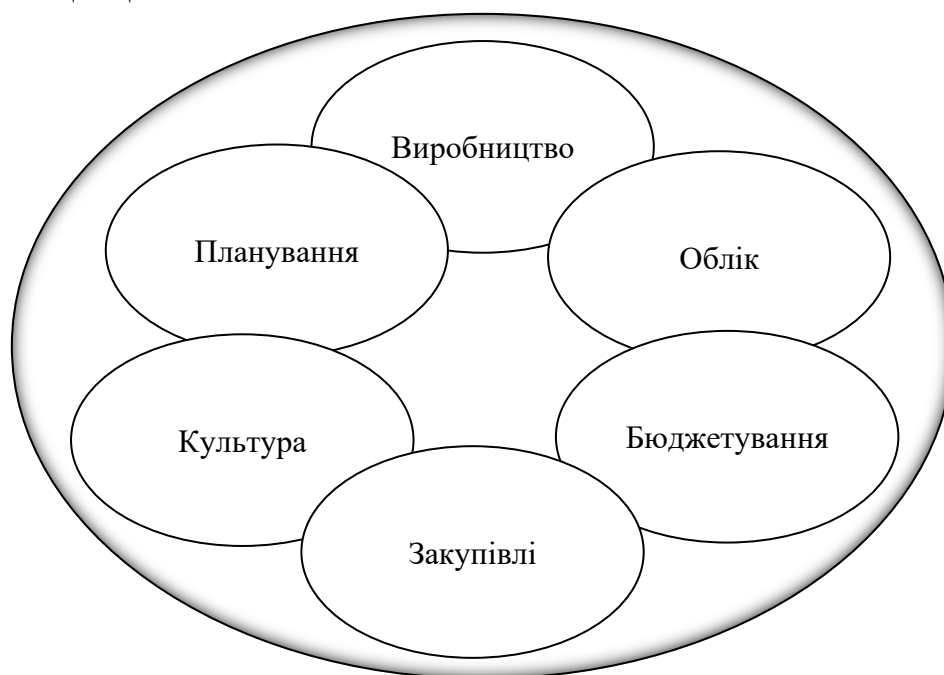 Виробництво
Планування
Облік
Культура
Бюджетування
Закупівлі